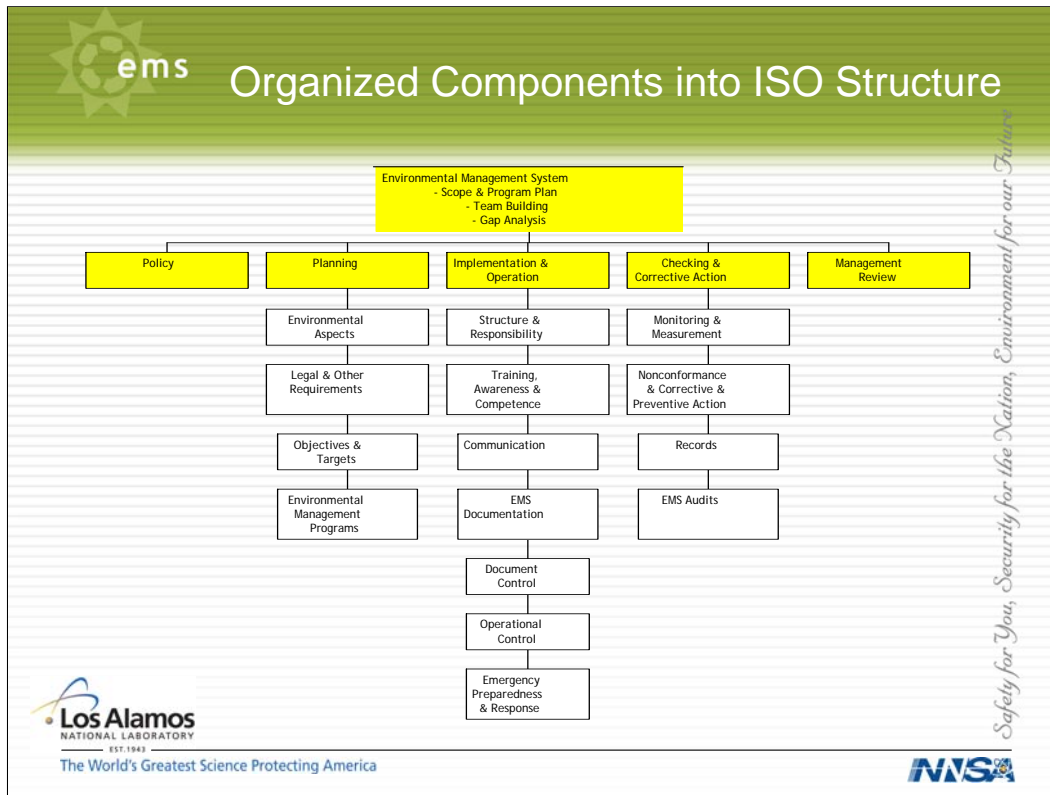 ems
Organized Components into ISO Structure
Environmental Management System
- Scope & Program Plan
- Team Building
- Gap Analysis
Policy
Planning
Implementation &
Operation
Checking &
Corrective Action
Management
Review
Environmental
Aspects
Legal & Other
Requirements
Objectives &
Targets
Environmental
Management
Programs
Structure &
Responsibility
Training,
Awareness &
Competence
Communication
EMS
Documentation
Document
Control
Operational
Control
Emergency
Preparedness
& Response
Monitoring &
Measurement
Nonconformance
& Corrective &
Preventive Action
Records
EMS Audits
Safety for You, Security for the Nation, Environment for our Future
Los Alamos
NATIONAL LABORATORY
EST.1943
The World's Greatest Science Protecting America
NNSA